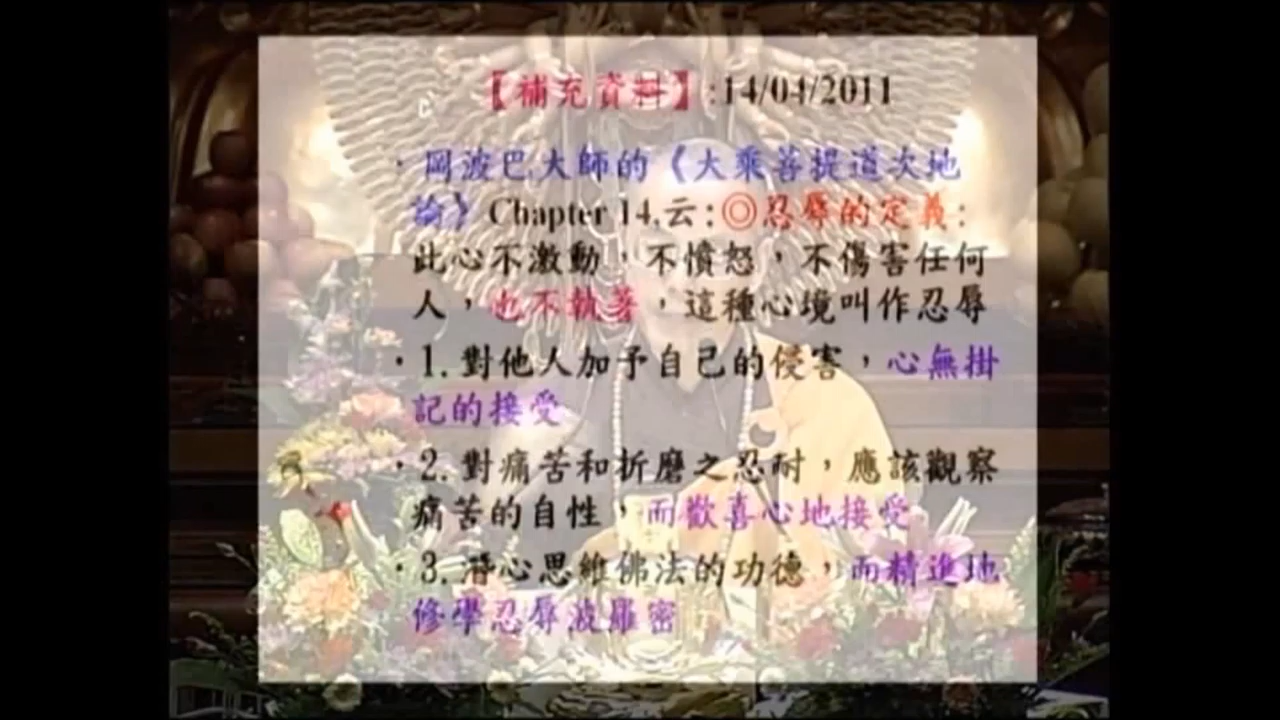 【補充資料】:14/04/2011
· 岡波巴大師的《大乘菩提道次地
論》Chapter 14.云:◎忍辱的定義:
此心不激動，不憤怒，不傷害任何
人，也不執著，這種心境叫作忍辱
· 1. 對他人加予自己的侵害，心無掛
記的接受
· 2. 對痛苦和折磨之忍耐，應該觀察
痛苦的自性，而歡喜心地接受
· 3. 潛心思維佛法的功德，而精進地
修學忍辱波羅密